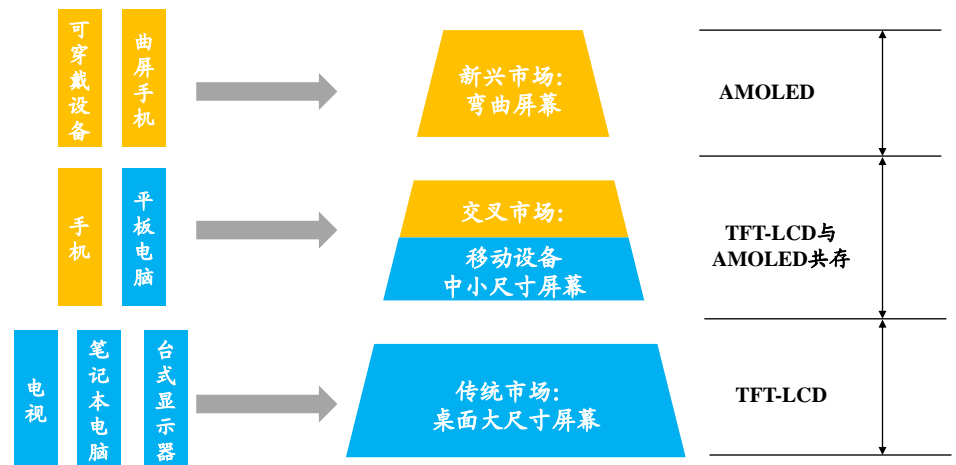 可穿戴设备
曲屏手机
新兴市场:
弯曲屏幕
AMOLED
手机
平板电脑
交叉市场:
移动设备
中小尺寸屏幕
TFT-LCD与
AMOLED共存
电视
笔记本电脑
台式显示器
传统市场:
桌面大尺寸屏幕
TFT-LCD